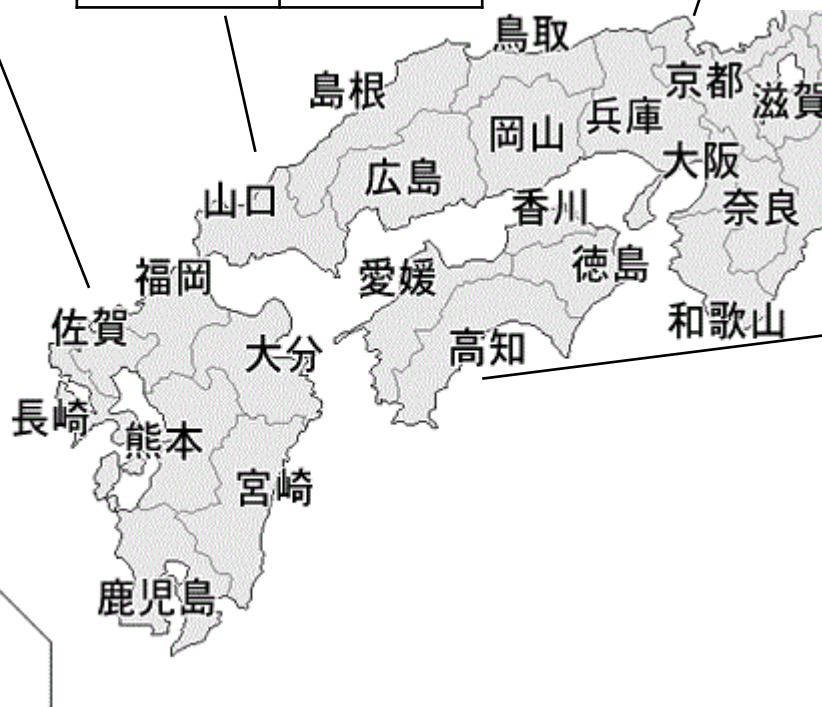 鳥取
京都
島根
滋賀
兵庫
岡山
大阪
広島
山口
香川
奈良
福岡
愛媛
徳島
佐賀
和歌山
大分
高知
長崎
熊本
宮崎
鹿児島